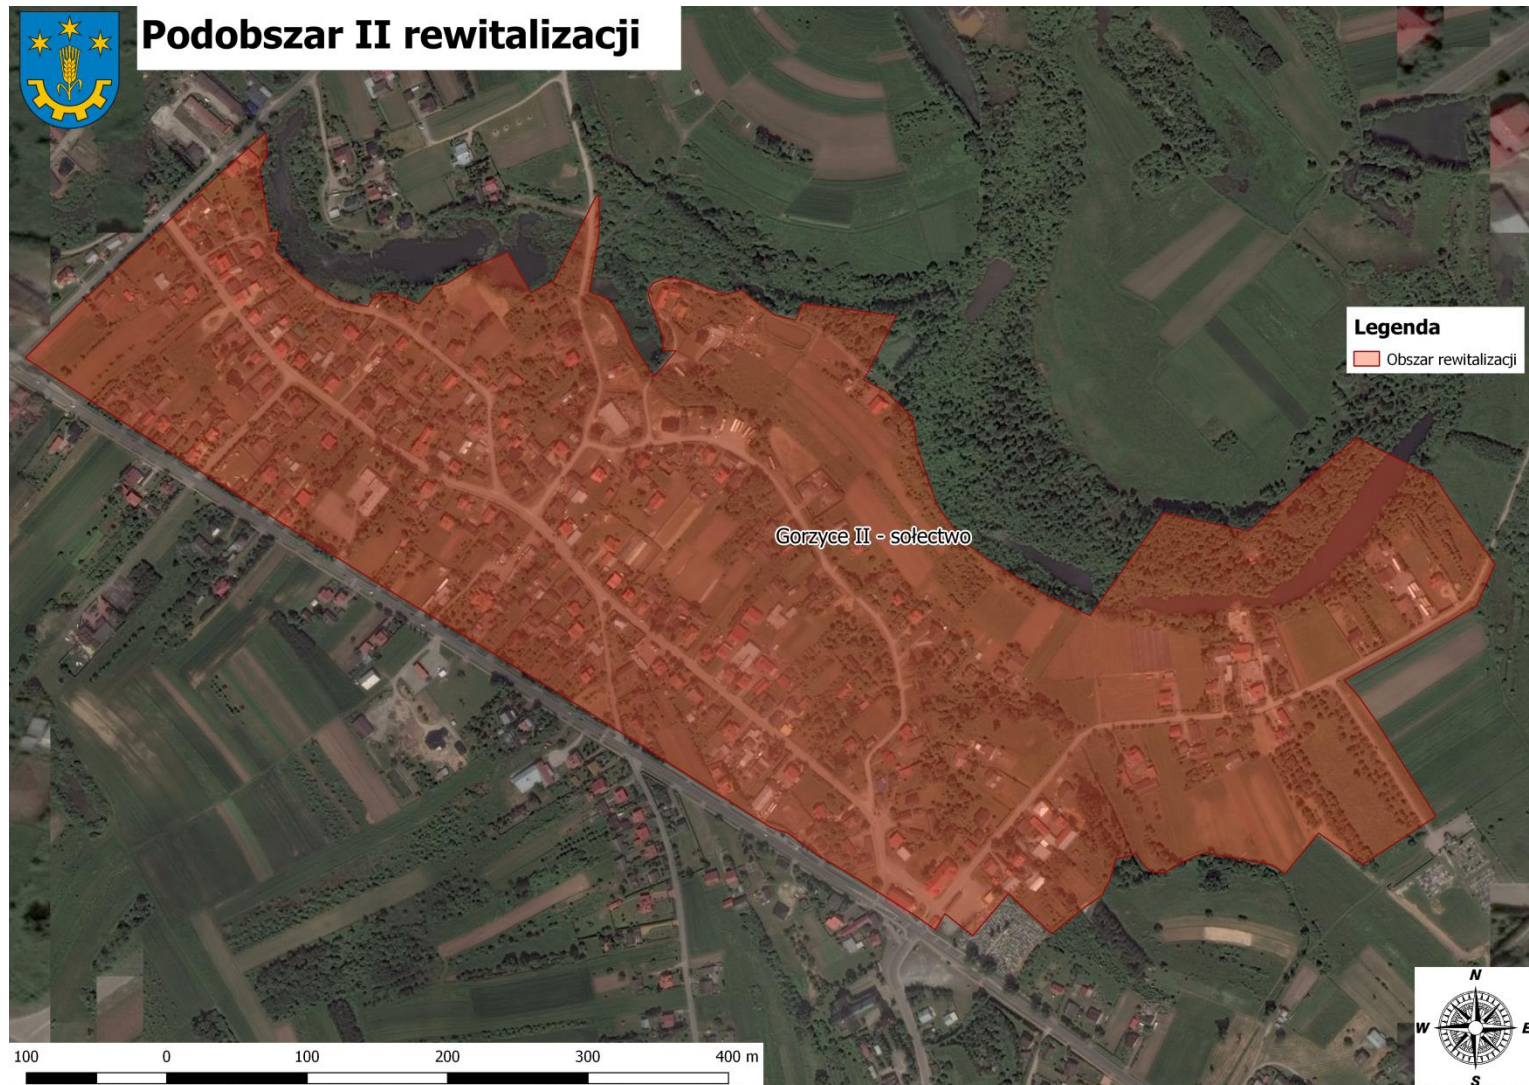 Podobszar II rewitalizacji
Legenda
Obszar rewitalizacji
Gorzyce II - sołectwo
N
W E
S
100 0 100 200 300 400 m